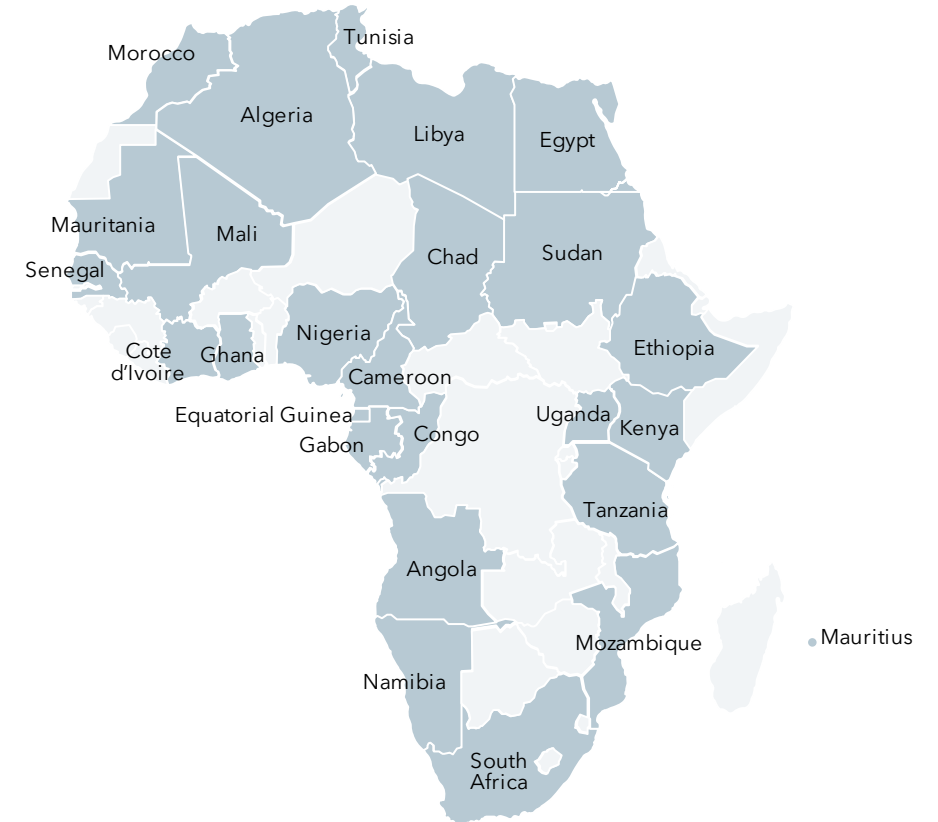 Tunisia
Morocco
Algeria
Libya
Egypt
Mauritania
Mali
Chad
Sudan
Senegal
Nigeria
Ethiopia
Cote
d'Ivoire
Ghana
Cameroon
Equatorial Guinea
Uganda
Kenya
Gabon
Congo
Tanzania
Angola
Mozambique
Mauritius
Namibia
South
Africa